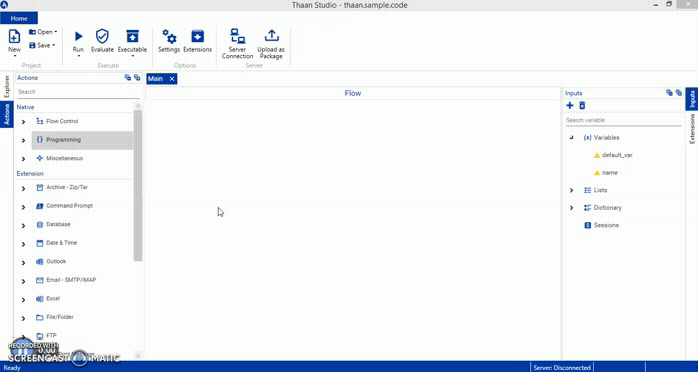 Thaan Studio - thaan.sample.code
Home
New
Open
Save
Run
Evaluate
Executable
Settings
Extensions
Server Connection
Upload as Package
Project
Execute
Options
Server
Explorer
Actions
Actions
Search
Native
Flow Control
{} Programming
Miscellaneous
Extension
Archive - Zip/Tar
Command Prompt
Database
Date & Time
Outlook
Email - SMTP/IMAP
Excel
File/Folder
FTP
RECORDED WITH
SCREENCAST MATIC
Main
Flow
Inputs
Search variable
(x) Variables
default_var
name
Lists
Dictionary
Sessions
Inputs
Extensions
Ready
Server: Disconnected